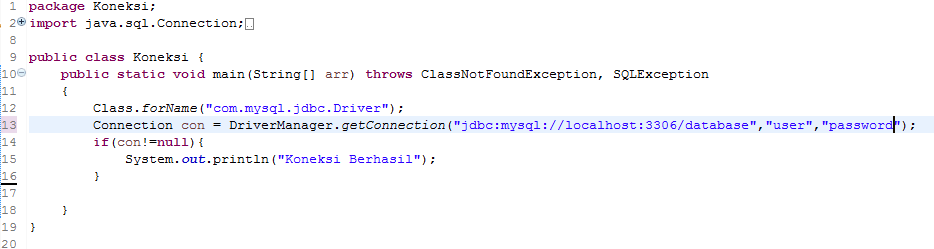 1 package Koneksi;
2 import java.sql.Connection;
8
9 public class Koneksi {
10 public static void main(String[] arr) throws ClassNotFoundException, SQLException
11 {
12 Class.forName("com.mysql.jdbc.Driver");
13 Connection con = DriverManager.getConnection("jdbc:mysql://localhost:3306/database","user","password");
14 if(con!=null){
15 System.out.println("Koneksi Berhasil");
16 }
17
18 }
19 }
20